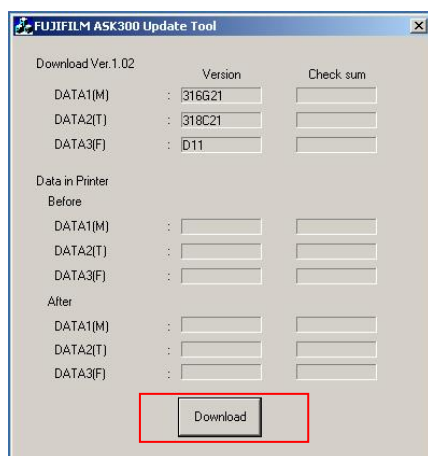 FUJIFILM ASK300 Update Tool
Download Ver.1.02
Version Check sum
DATA1(M) : 316G21
DATA2(T) : 318C21
DATA3(F) : D11
Data in Printer
Before
DATA1(M) :
DATA2(T) :
DATA3(F) :
After
DATA1(M) :
DATA2(T) :
DATA3(F) :
Download